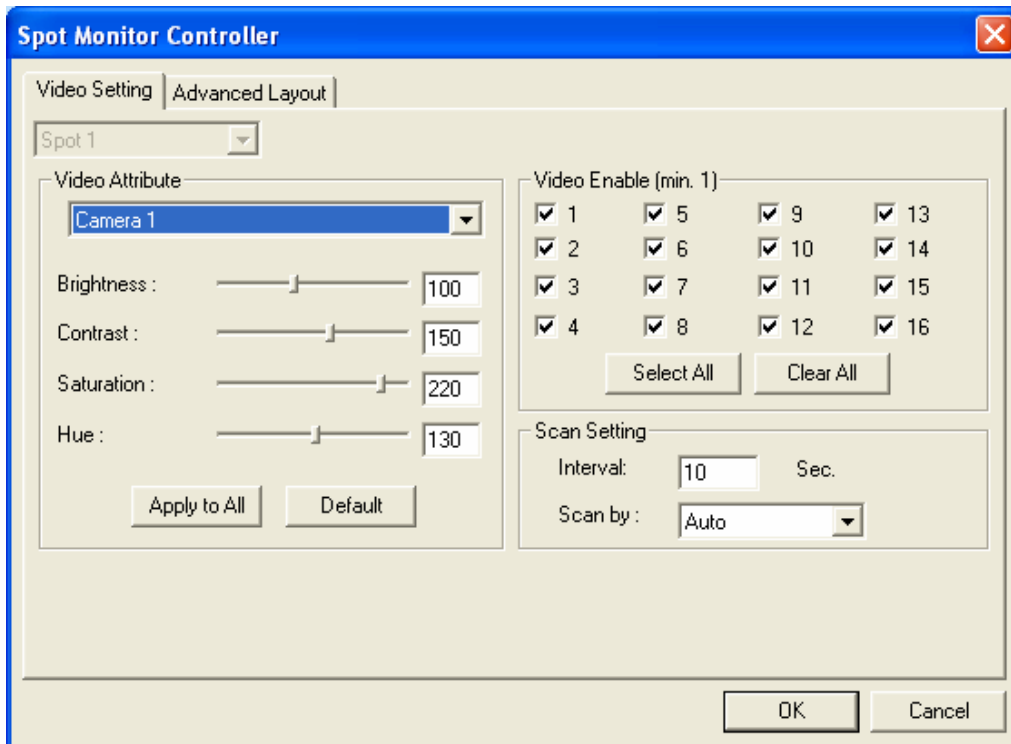 Spot Monitor Controller
Video Setting
Advanced Layout
Spot 1
Video Attribute
Camera 1
Brightness :
100
Contrast :
150
Saturation :
220
Hue :
130
Apply to All
Default
Video Enable (min. 1)
1 5 9 13
2 6 10 14
3 7 11 15
4 8 12 16
Select All
Clear All
Scan Setting
Interval: 10 Sec.
Scan by : Auto
OK
Cancel